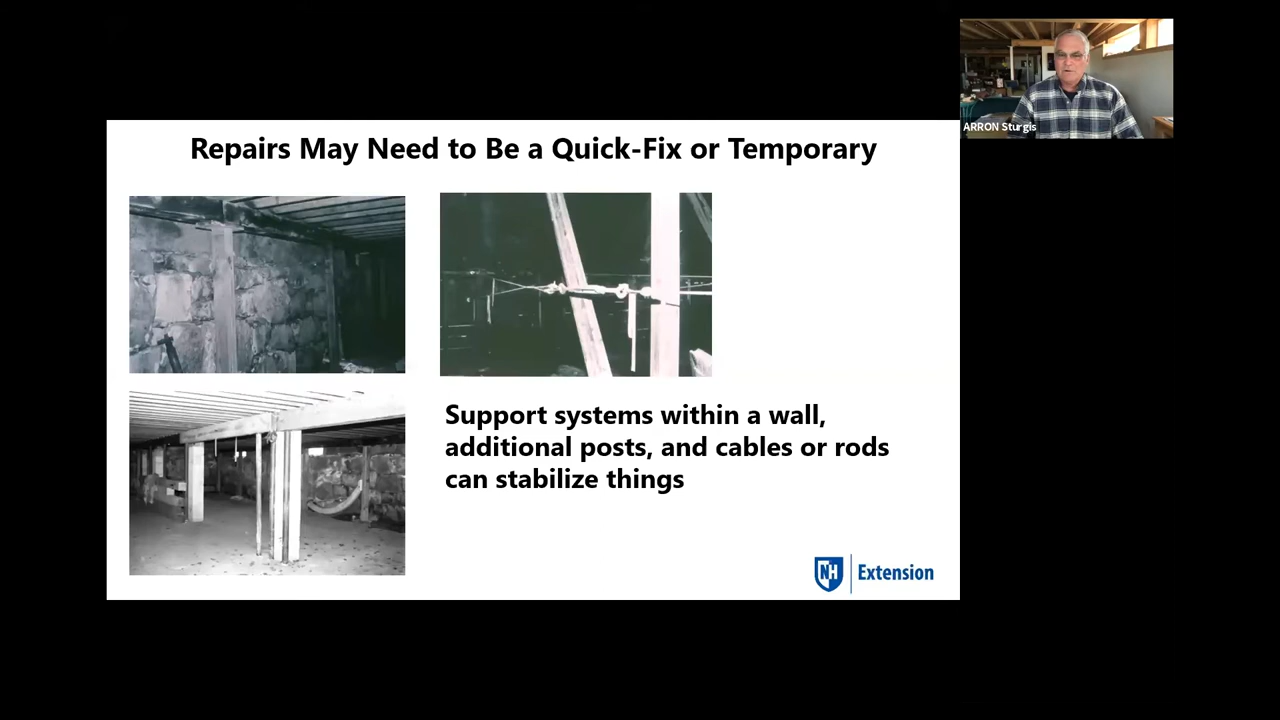 ARRON Sturgis
Repairs May Need to Be a Quick-Fix or Temporary
Support systems within a wall,
additional posts, and cables or rods
can stabilize things
NH Extension